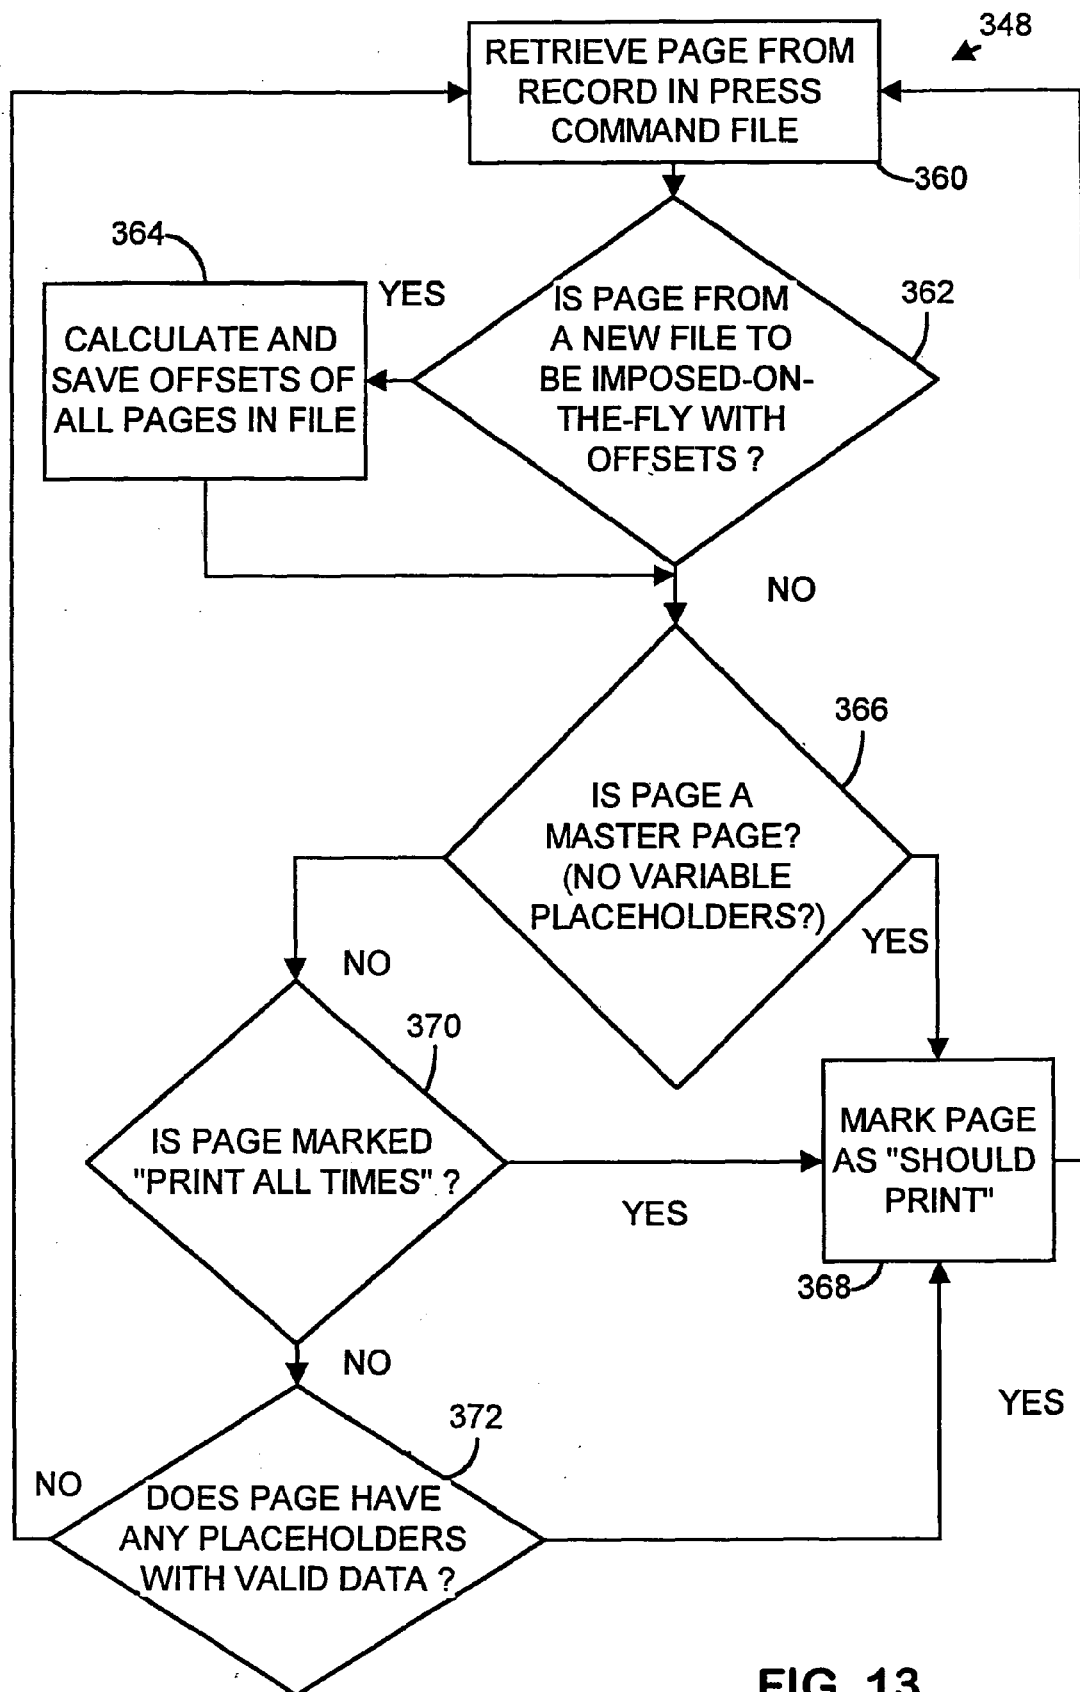 348
RETRIEVE PAGE FROM
RECORD IN PRESS
COMMAND FILE
360
364
YES
362
IS PAGE FROM
A NEW FILE TO
BE IMPOSED-ON-
THE-FLY WITH
OFFSETS ?
CALCULATE AND
SAVE OFFSETS OF
ALL PAGES IN FILE
NO
366
IS PAGE A
MASTER PAGE?
(NO VARIABLE
PLACEHOLDERS?)
YES
NO
370
IS PAGE MARKED
"PRINT ALL TIMES" ?
YES
MARK PAGE
AS "SHOULD
PRINT"
368
NO
372
YES
NO
DOES PAGE HAVE
ANY PLACEHOLDERS
WITH VALID DATA ?
FIG. 13